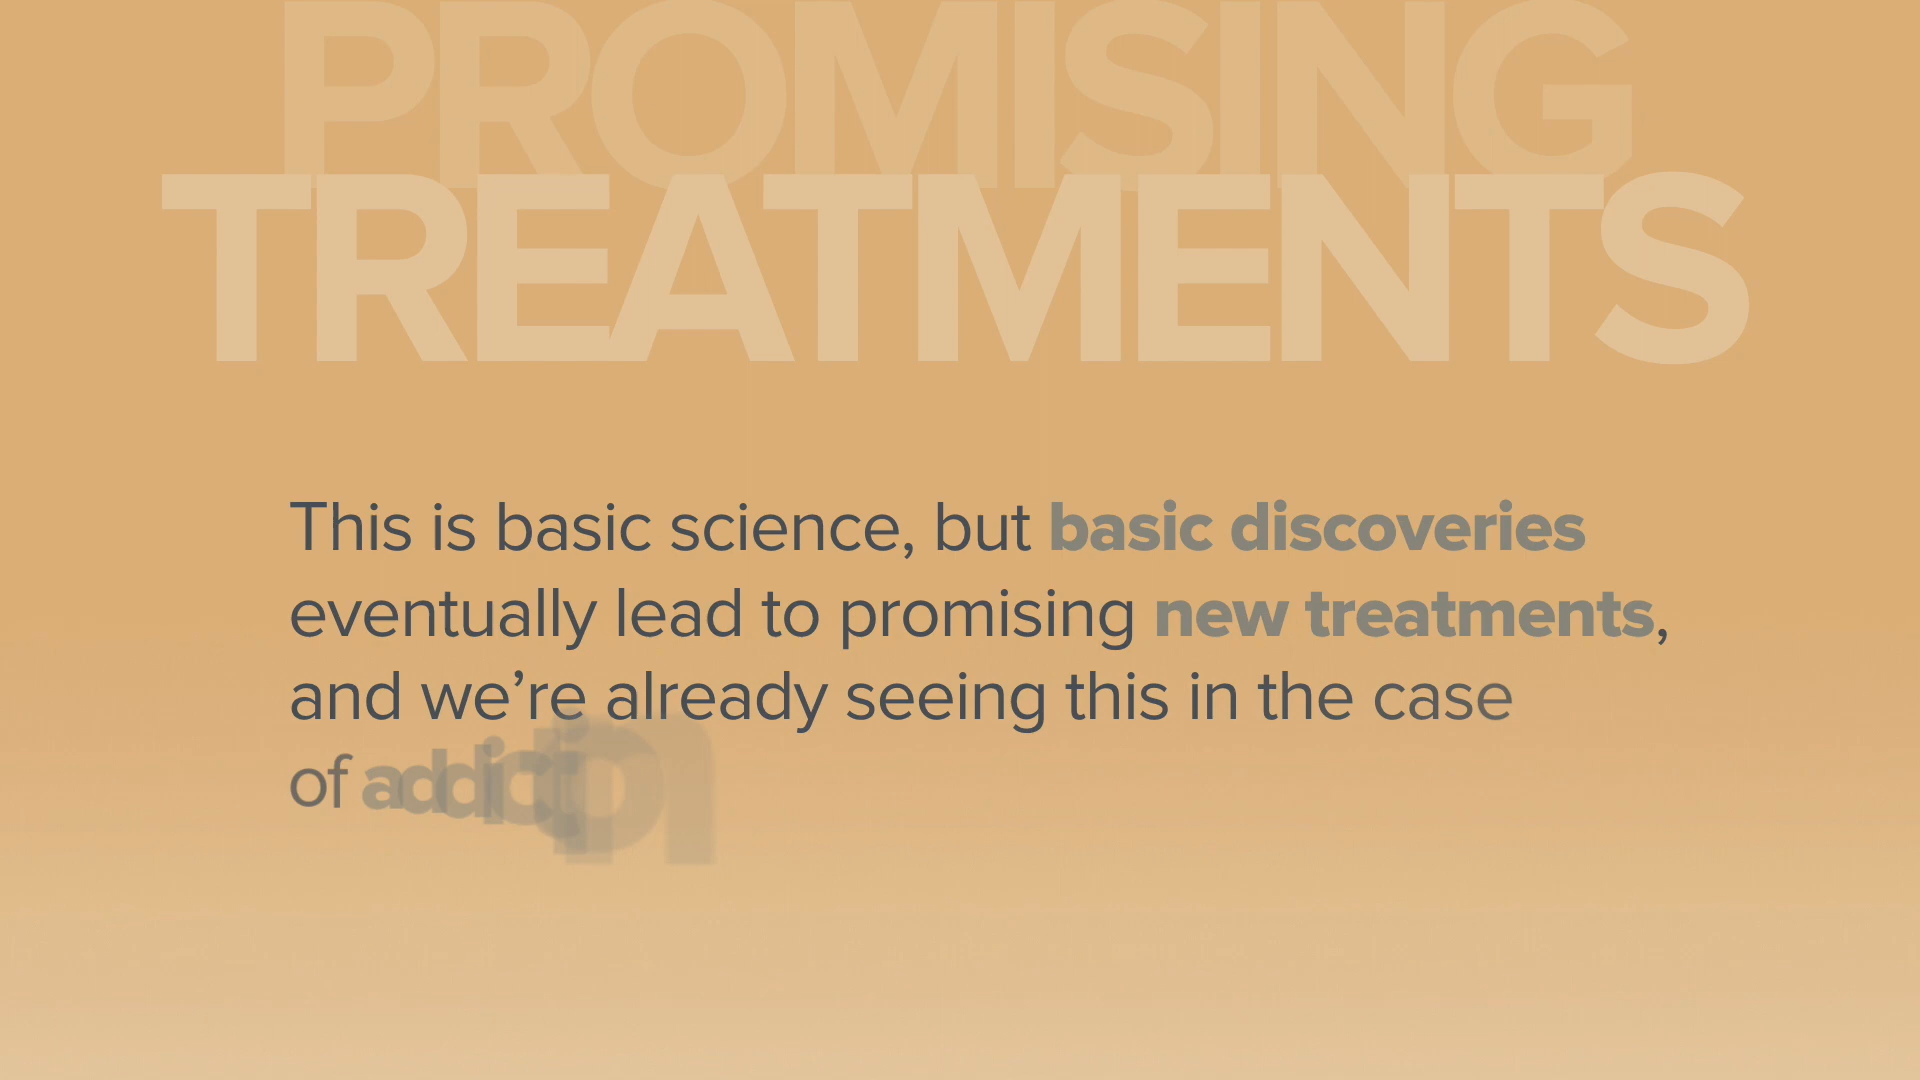 PROMISING
TREATMENTS
This is basic science, but basic discoveries
eventually lead to promising new treatments,
and we’re already seeing this in the case
of addiction